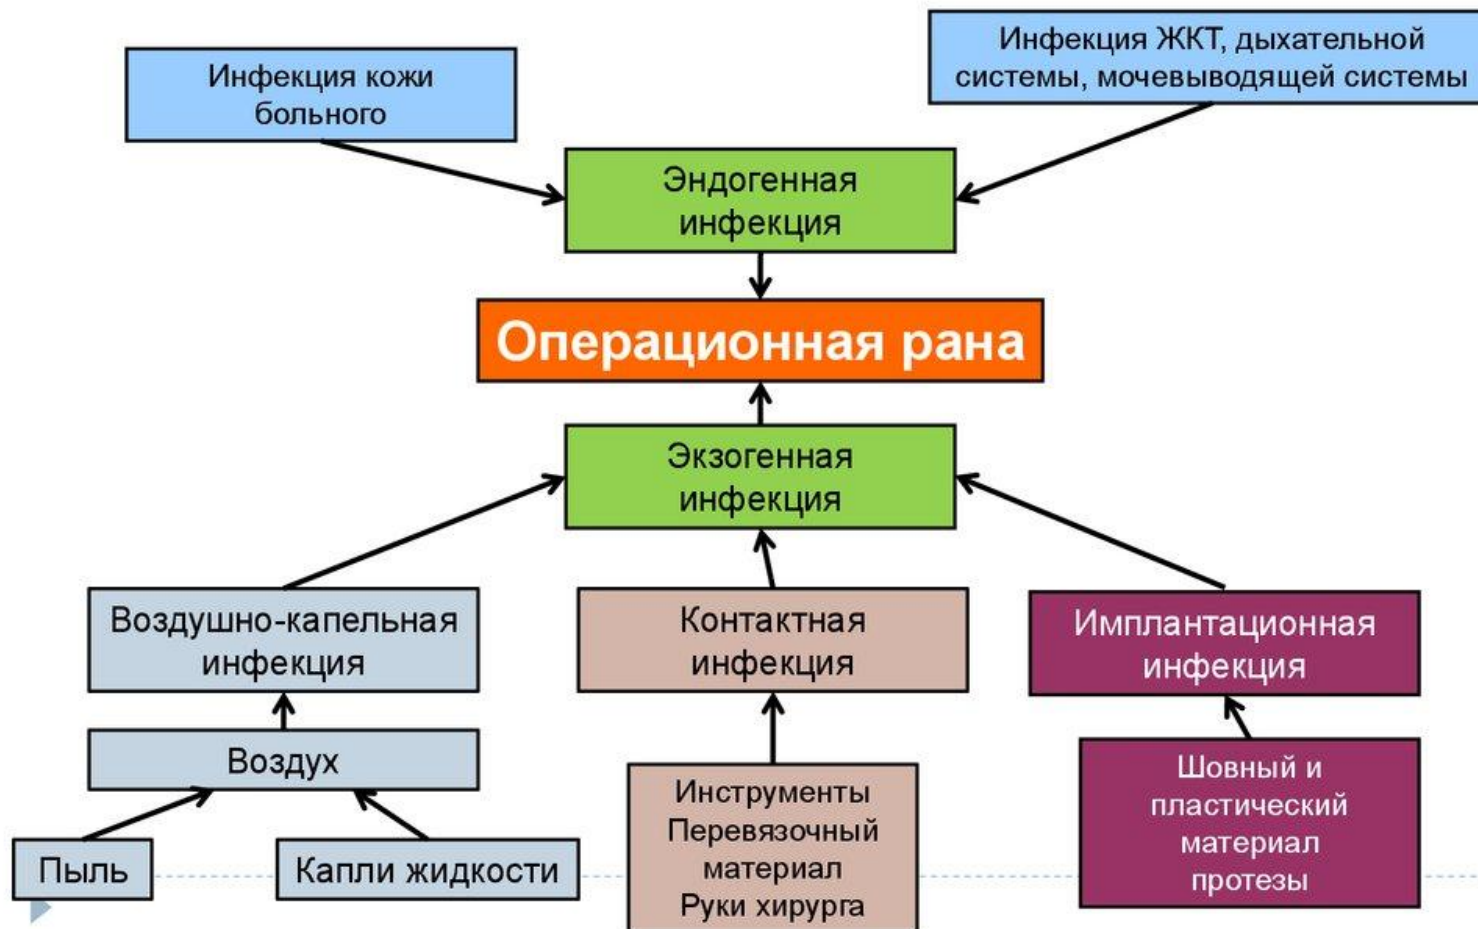 Инфекция кожи
больного
Инфекция ЖКТ, дыхательной
системы, мочевыводящей системы
Эндогенная
инфекция
Операционная рана
Экзогенная
инфекция
Воздушно-капельная
инфекция
Контактная
инфекция
Имплантационная
инфекция
Воздух
Пыль
Капли жидкости
Инструменты
Перевязочный
материал
Руки хирурга
Шовный и
пластический
материал
протезы